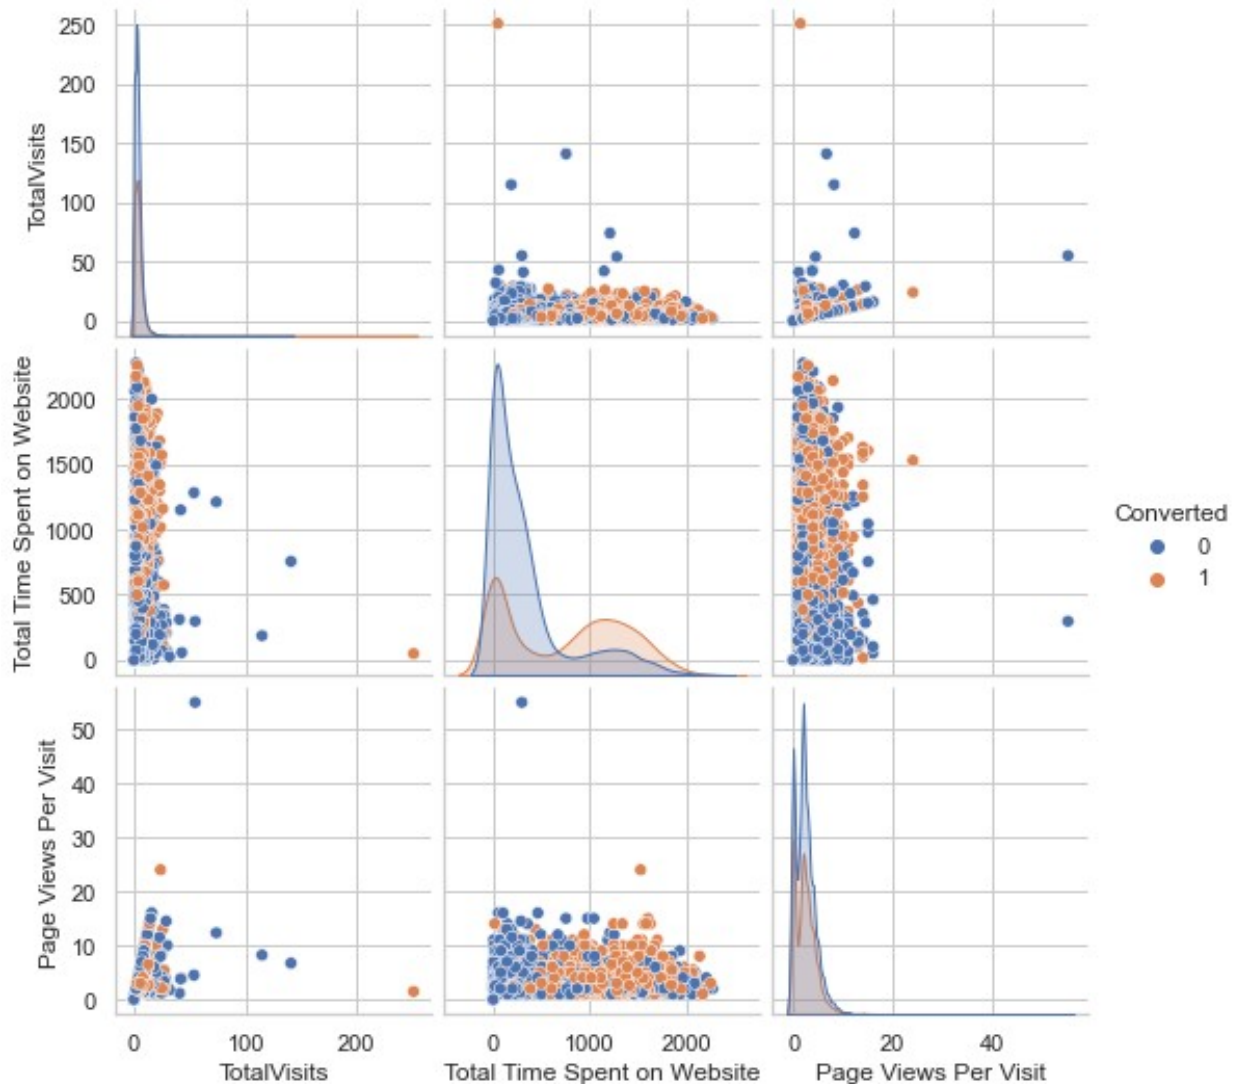 250
200
150
100
50
0
TotalVisits
2000
1500
1000
500
0
Total Time Spent on Website
Converted
0
1
50
40
30
20
10
0
Page Views Per Visit
0 200
0 1000 2000
0 20 40
TotalVisits
Total Time Spent on Website
Page Views Per Visit